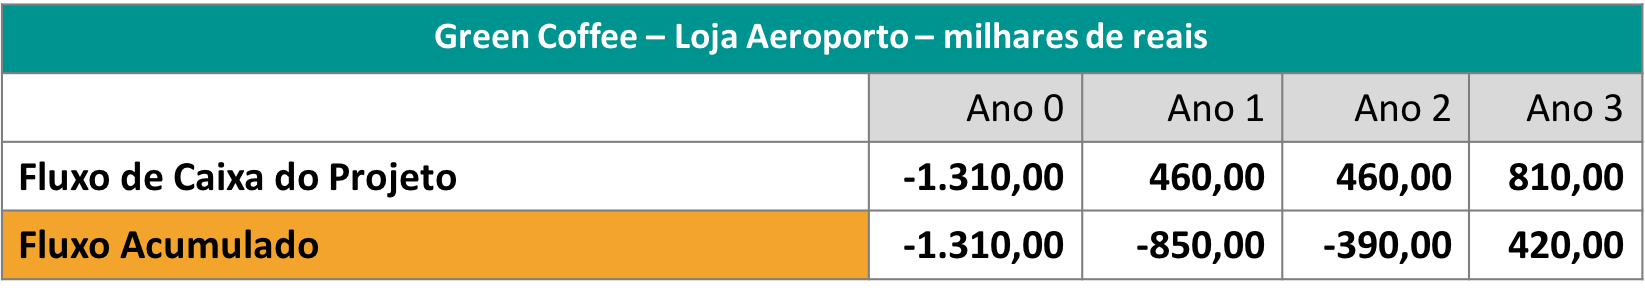 Green Coffee – Loja Aeroporto – milhares de reais
Ano 0 Ano 1 Ano 2 Ano 3
Fluxo de Caixa do Projeto -1.310,00 460,00 460,00 810,00
Fluxo Acumulado -1.310,00 -850,00 -390,00 420,00